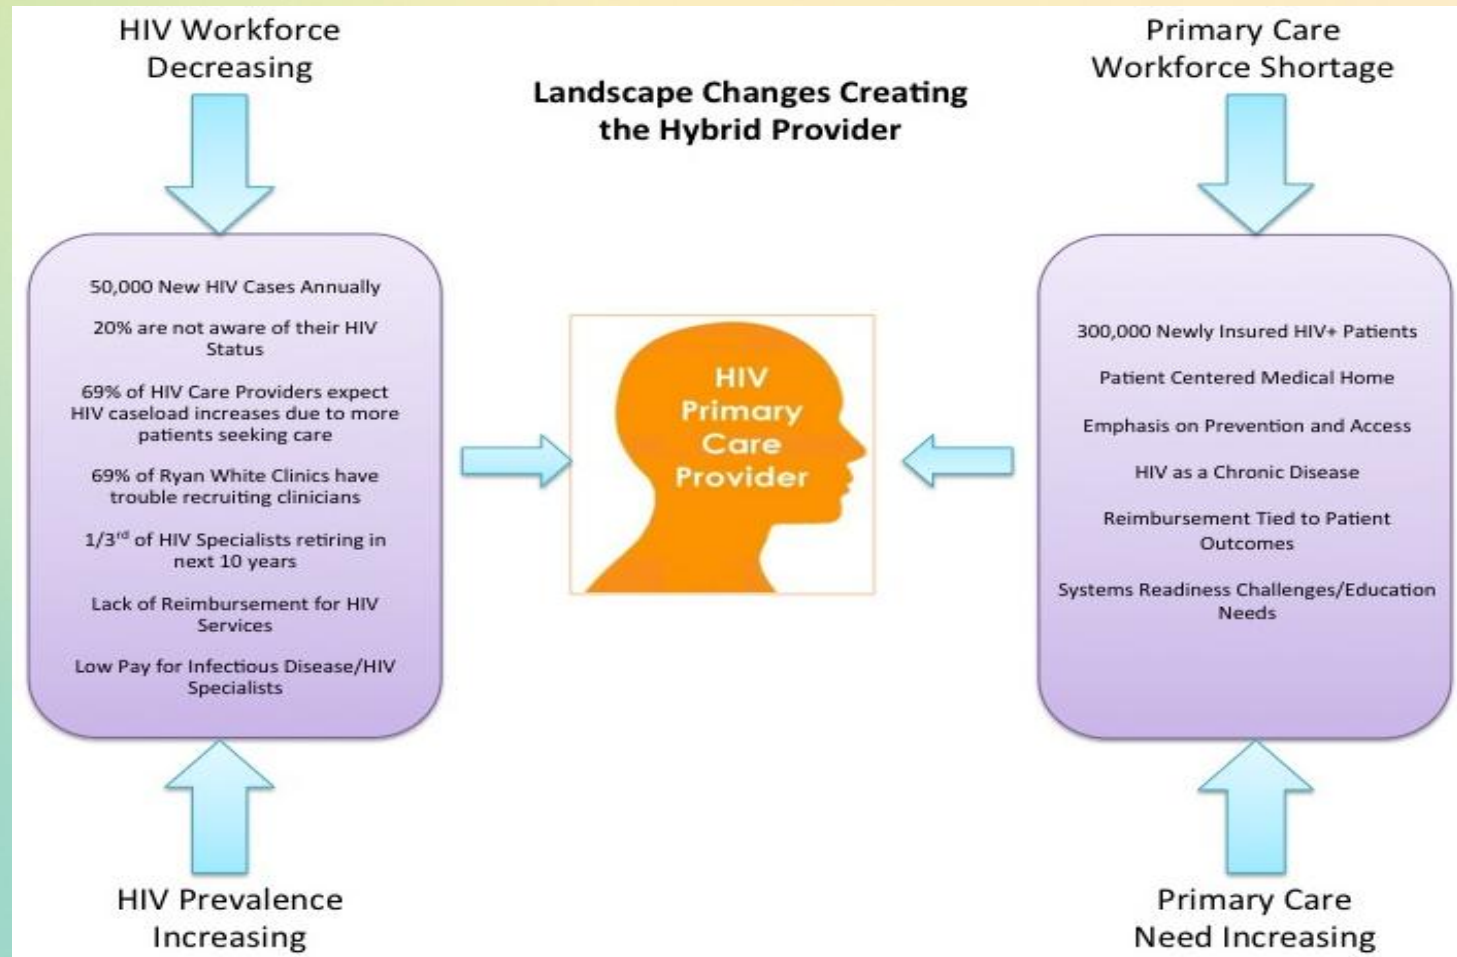 HIV Workforce
Decreasing
Landscape Changes Creating
the Hybrid Provider
Primary Care
Workforce Shortage
50,000 New HIV Cases Annually
20% are not aware of their HIV
Status
69% of HIV Care Providers expect
HIV caseload increases due to more
patients seeking care
69% of Ryan White Clinics have
trouble recruiting clinicians
1/3rd of HIV Specialists retiring in
next 10 years
Lack of Reimbursement for HIV
Services
Low Pay for Infectious Disease/HIV
Specialists
HIV
Primary
Care
Provider
300,000 Newly Insured HIV+ Patients
Patient Centered Medical Home
Emphasis on Prevention and Access
HIV as a Chronic Disease
Reimbursement Tied to Patient
Outcomes
Systems Readiness Challenges/Education
Needs
HIV Prevalence
Increasing
Primary Care
Need Increasing